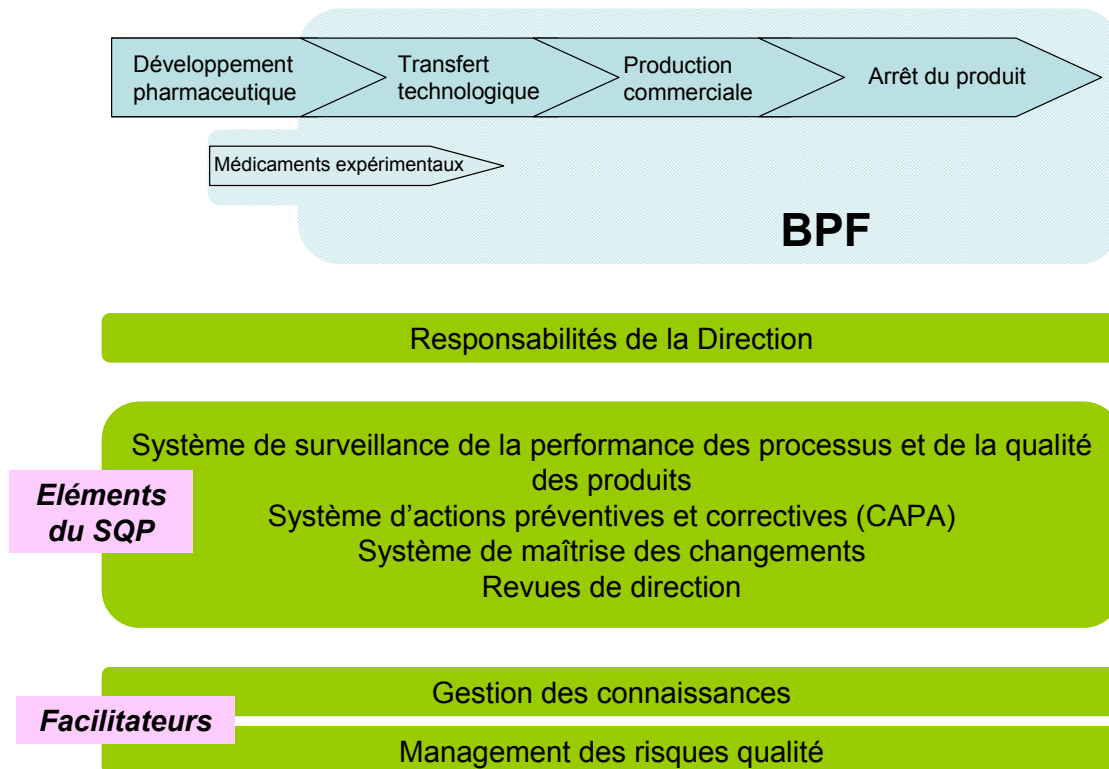 Développement
pharmaceutique
Transfert
technologique
Production
commerciale
Arrêt du produit
Médicaments expérimentaux
BPF
Responsabilités de la Direction
Système de surveillance de la performance des processus et de la qualité
des produits
Système d’actions préventives et correctives (CAPA)
Système de maîtrise des changements
Revues de direction
Eléments
du SQP
Gestion des connaissances
Facilitateurs
Management des risques qualité